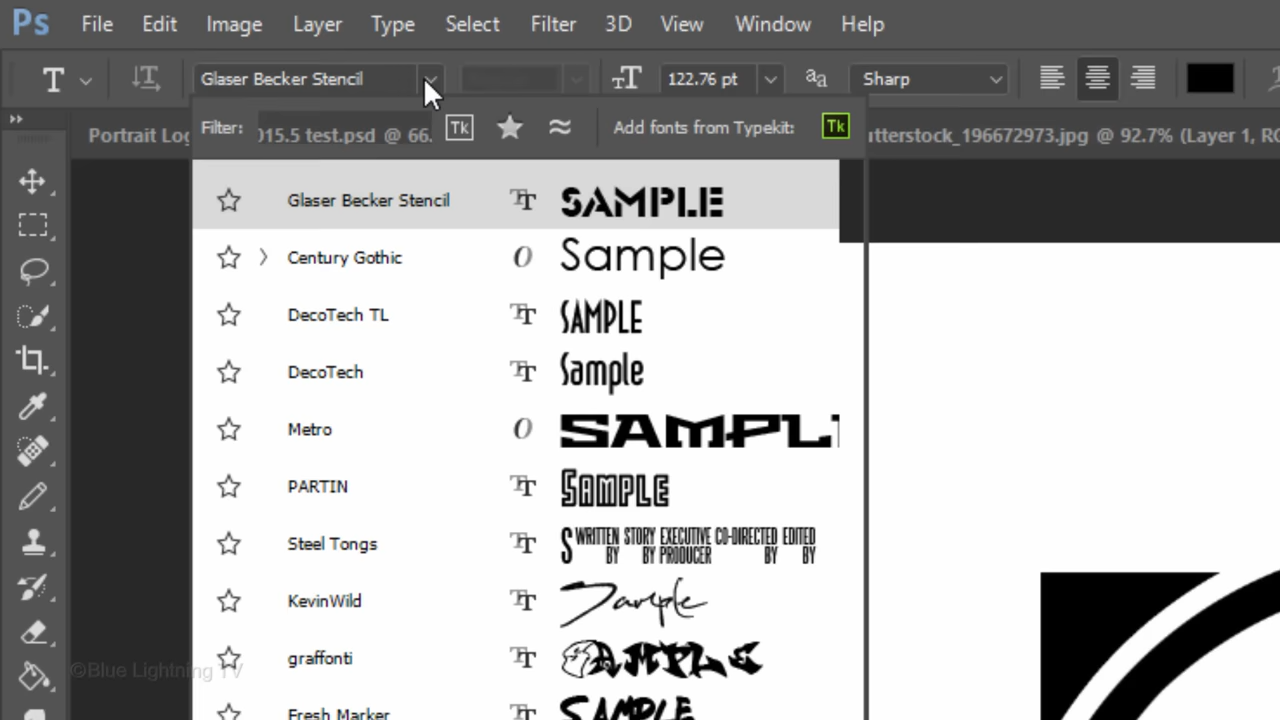 Ps File Edit Image Layer Type Select Filter 3D View Window Help
T Glaser Becker Stencil 122.76 pt aa Sharp
Filter: Tk Add fonts from Typekit: Tk
Portrait Log 015.5 test.psd @ 66. utterstock_196672973.jpg @ 92.7% (Layer 1, RG
Glaser Becker Stencil SAMPLE
Century Gothic Sample
DecoTech TL SAMPLE
DecoTech Sample
Metro SAMPL
PARTIN SAMPLE
Steel Tongs S WRITTEN BY STORY BY EXECUTIVE PRODUCER CO-DIRECTED BY EDITED BY
KevinWild Sample
graffonti SAMPLE
©Blue Lightning TV
Fresh Marker SAMPLE